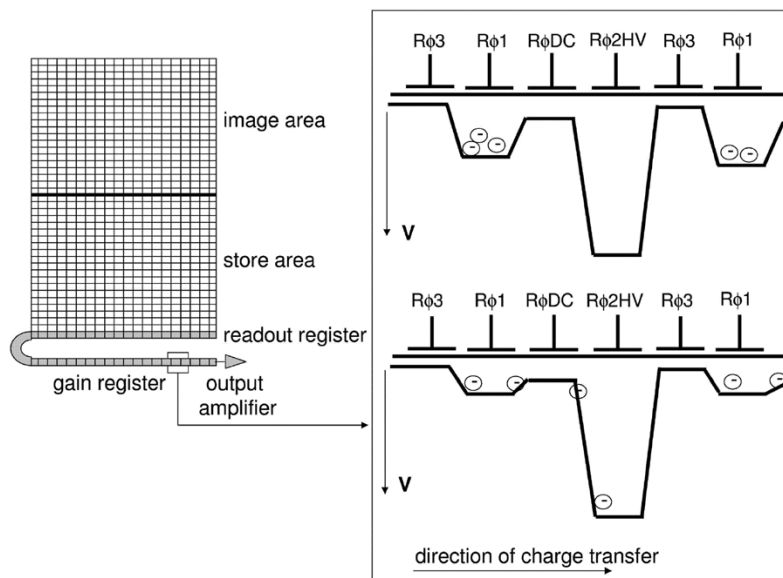 image area
store area
readout register
gain register
output
amplifier
Rϕ3 Rϕ1 RϕDC Rϕ2HV Rϕ3 Rϕ1
- - - - -
V
Rϕ3 Rϕ1 RϕDC Rϕ2HV Rϕ3 Rϕ1
- - - - - -
V
direction of charge transfer